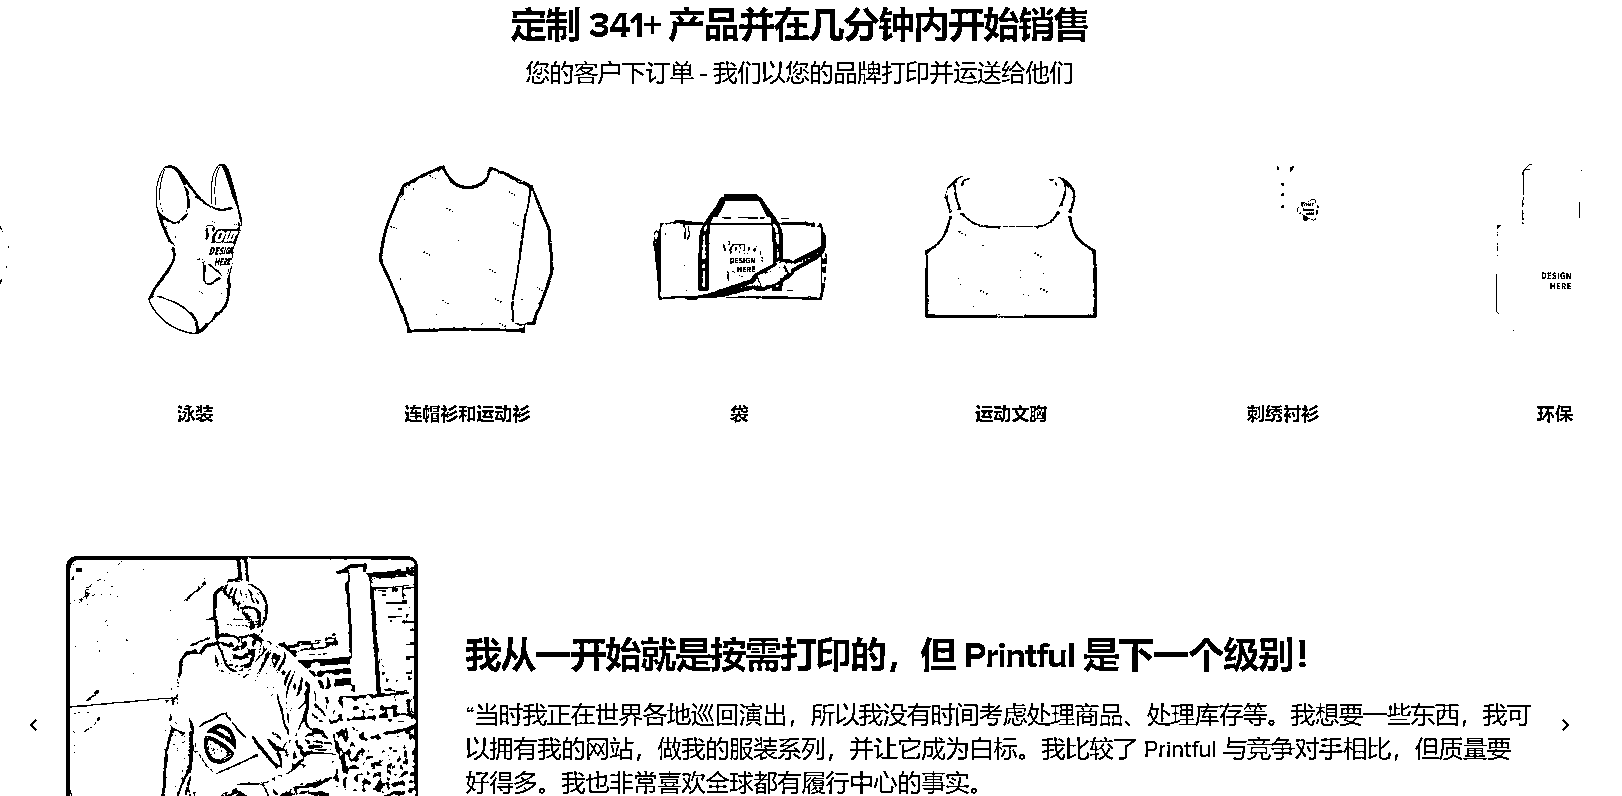 定制 341+ 产品并在几分钟内开始销售
您的客户下订单 - 我们以您的品牌打印并运送给他们
Your
DESIGN
HERE
DESIGN
HERE
DESIGN
HERE
泳装
连帽衫和运动衫
袋
运动文胸
刺绣衬衫
环保
我从一开始就是按需打印的，但 Printful 是下一个级别！
“当时我正在世界各地巡回演出，所以我没有时间考虑处理商品、处理库存等。我想要一些东西，我可
以拥有我的网站，做我的服装系列，并让它成为白标。我比较了 Printful 与竞争对手相比，但质量要
好得多。我也非常喜欢全球都有履行中心的事实。